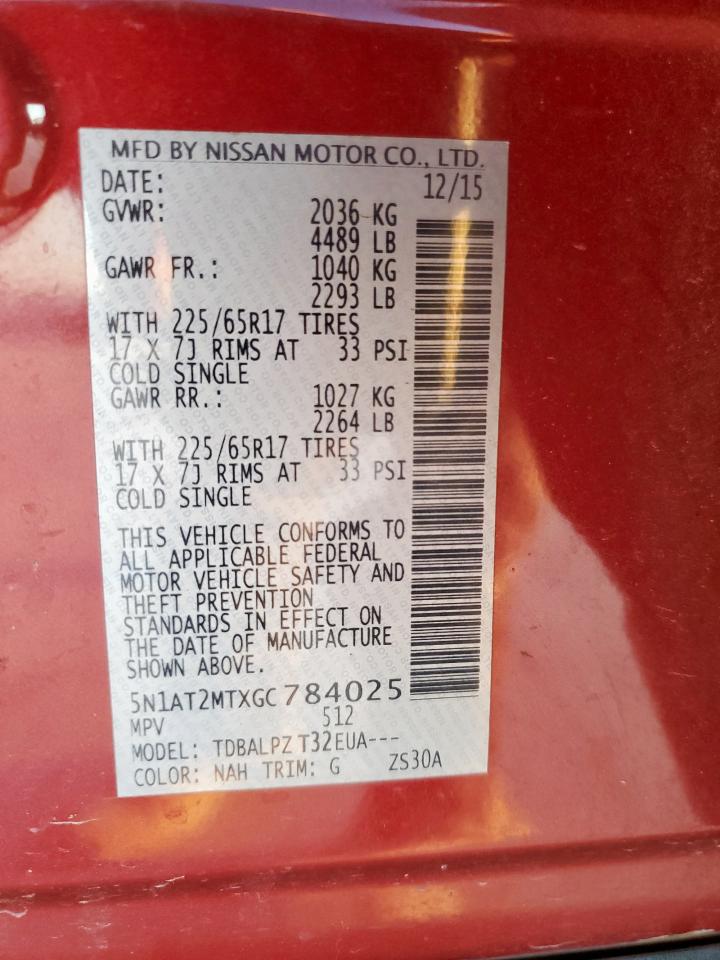 MFD BY NISSAN MOTOR CO., LTD.
DATE: 12/15
GVWR: 2036 KG
4489 LB
GAWR FR.: 1040 KG
2293 LB
WITH 225/65R17 TIRES
17 X 7J RIMS AT 33 PSI
COLD SINGLE
GAWR RR.: 1027 KG
2264 LB
WITH 225/65R17 TIRES
17 X 7J RIMS AT 33 PSI
COLD SINGLE
THIS VEHICLE CONFORMS TO
ALL APPLICABLE FEDERAL
MOTOR VEHICLE SAFETY AND
THEFT PREVENTION
STANDARDS IN EFFECT ON
THE DATE OF MANUFACTURE
SHOWN ABOVE.
5N1AT2MTXGC784025
MPV 512
MODEL: TDBALPZ T32EUA---
COLOR: NAH TRIM: G ZS30A